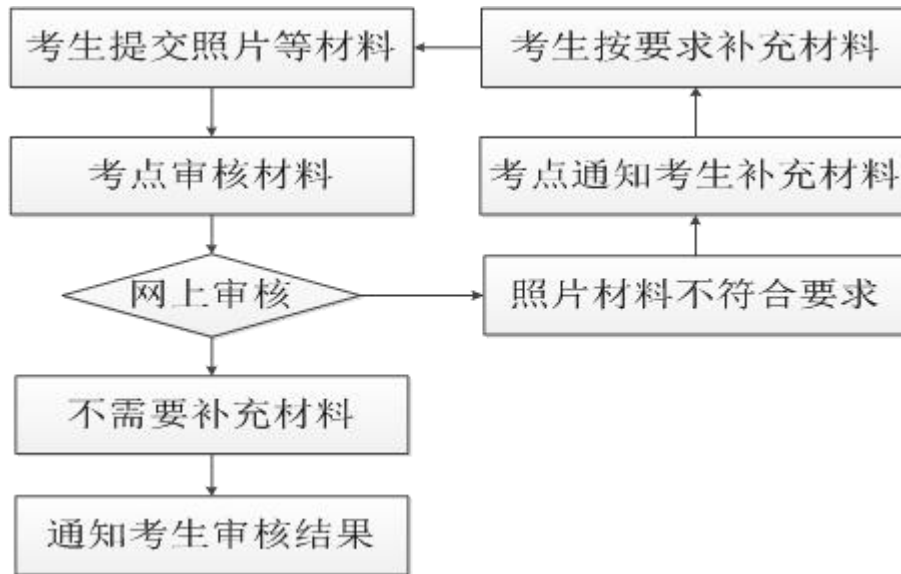 考生提交照片等材料
考生按要求补充材料
考点审核材料
考点通知考生补充材料
网上审核
照片材料不符合要求
不需要补充材料
通知考生审核结果